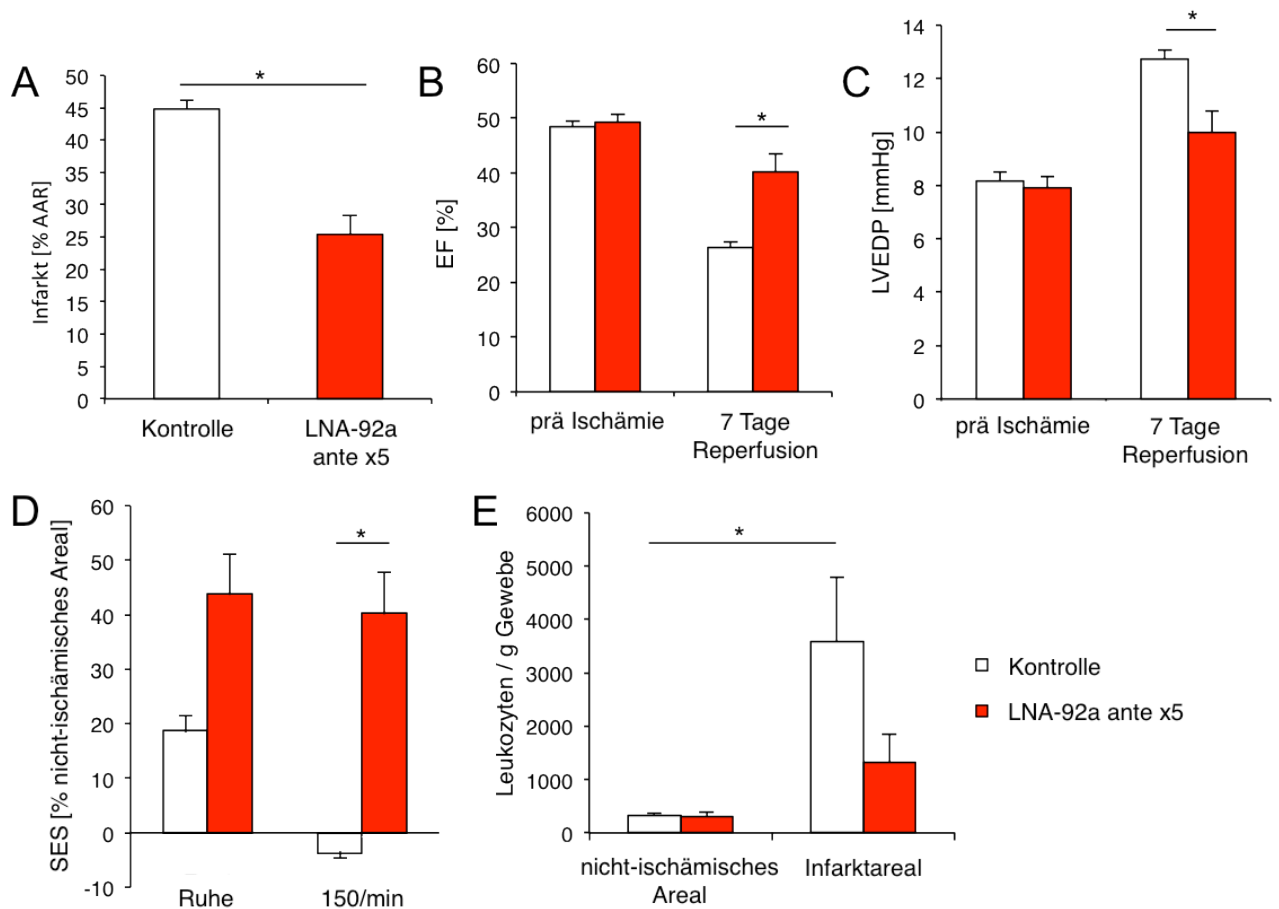 A
Infarkt [% AAR]
50
45
40
35
30
25
20
15
10
5
0
*
Kontrolle
LNA-92a
ante x5
B
EF [%]
60
50
40
30
20
10
0
*
prä Ischämie
7 Tage
Reperfusion
C
LVEDP [mmHg]
14
12
10
8
6
4
2
0
*
prä Ischämie
7 Tage
Reperfusion
D
SES [% nicht-ischämisches Areal]
60
50
40
30
20
10
0
-10
*
Ruhe
150/min
E
Leukozyten / g Gewebe
6000
5000
4000
3000
2000
1000
0
*
nicht-ischämisches
Areal
Infarktareal
Kontrolle
LNA-92a ante x5